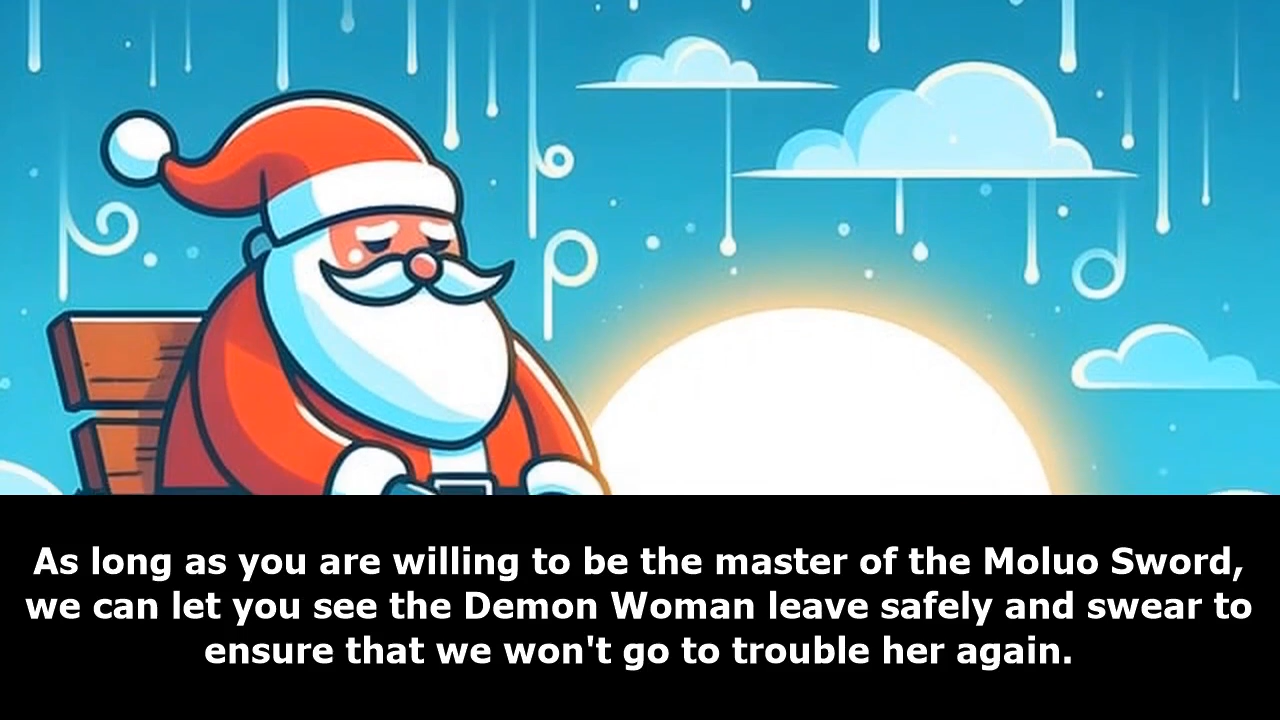 As long as you are willing to be the master of the Moluo Sword,
we can let you see the Demon Woman leave safely and swear to
ensure that we won't go to trouble her again.